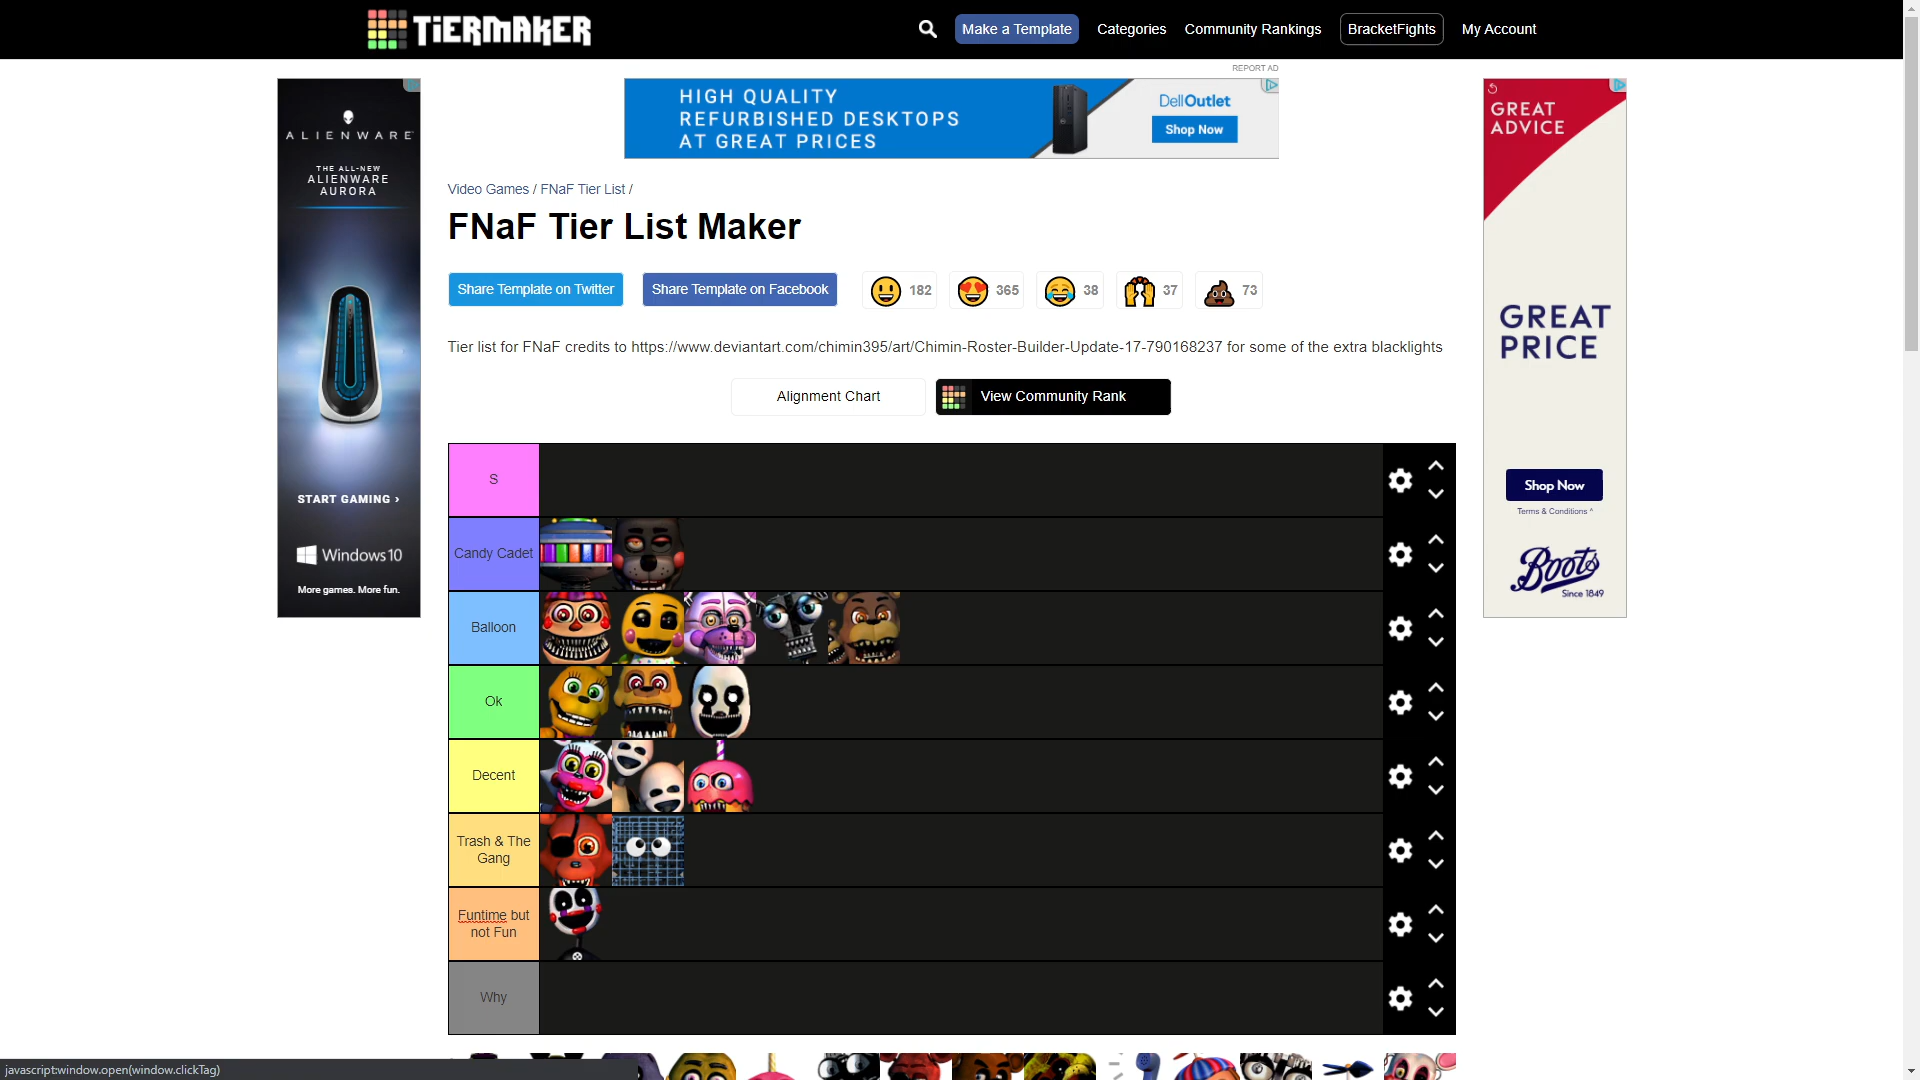 TiERMAKER
Make a Template
Categories
Community Rankings
BracketFights
My Account
REPORT AD
ALIENWARE
THE ALL-NEW
ALIENWARE
AURORA
START GAMING ›
Windows 10
More games. More fun.
HIGH QUALITY
REFURBISHED DESKTOPS
AT GREAT PRICES
DellOutlet
Shop Now
GREAT
ADVICE
GREAT
PRICE
Shop Now
Terms & Conditions ^
Boots
Since 1849
Video Games / FNaF Tier List /
FNaF Tier List Maker
Share Template on Twitter
Share Template on Facebook
182
365
38
37
73
Tier list for FNaF credits to https://www.deviantart.com/chimin395/art/Chimin-Roster-Builder-Update-17-790168237 for some of the extra blacklights
Alignment Chart
View Community Rank
S
Candy Cadet
Balloon
Ok
Decent
Trash & The
Gang
Funtime but
not Fun
Why
javascript:window.open(window.clickTag)